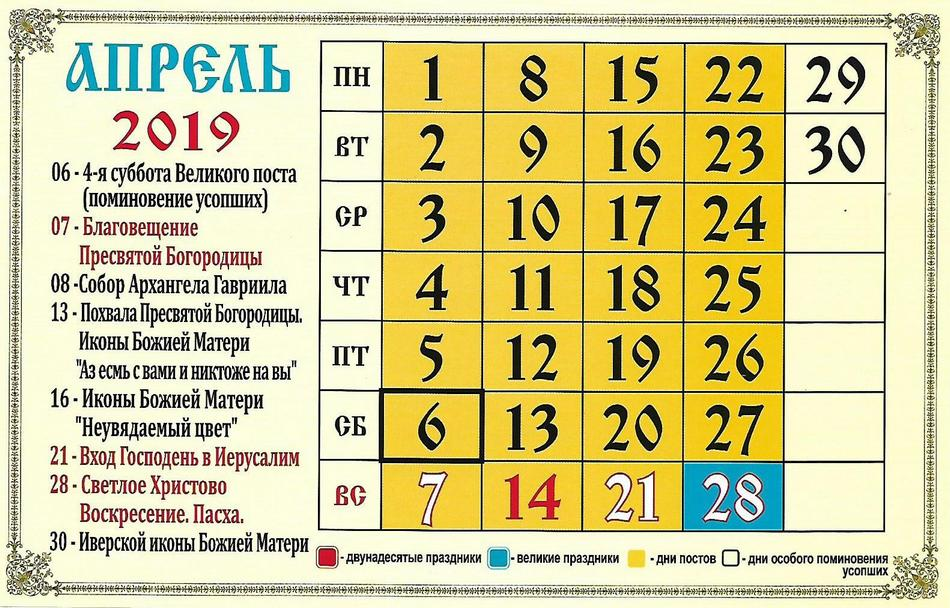 АПРЕЛЬ
2019
06 - 4-я суббота Великого поста
(поминовение усопших)
07 - Благовещение
Пресвятой Богородицы
08 -Собор Архангела Гавриила
13 - Похвала Пресвятой Богородицы.
Иконы Божией Матери
"Аз есмь с вами и никтоже на вы"
16 - Иконы Божией Матери
"Неувядаемый цвет"
21 - Вход Господень в Иерусалим
28 - Светлое Христово
Воскресение. Пасха.
30 - Иверской иконы Божией Матери
ПН 1 8 15 22 29
ВТ 2 9 16 23 30
СР 3 10 17 24
ЧТ 4 11 18 25
ПТ 5 12 19 26
СБ 6 13 20 27
ВС 7 14 21 28
- двунадесятые праздники - великие праздники - дни постов - дни особого поминовения
усопших